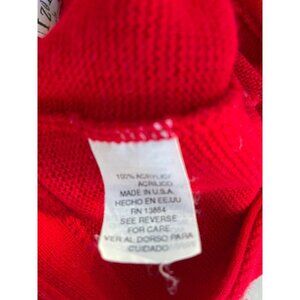 100% ACRYLIC
ACRILICO
MADE IN U.S.A.
HECHO EN EE.UU
RN 13884
SEE REVERSE
FOR CARE
VER AL DORSO PARA
CUIDADO